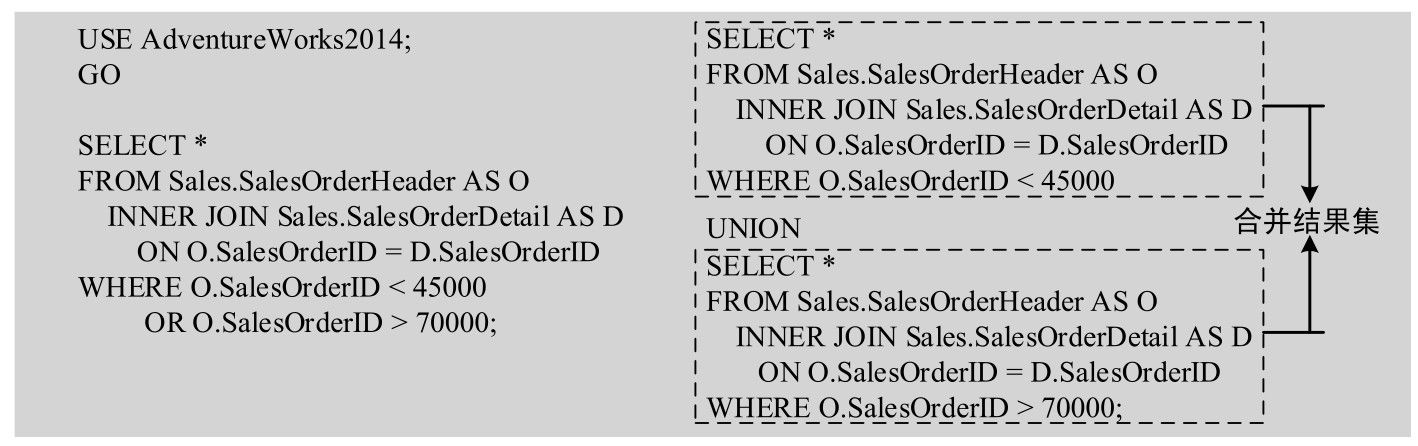 USE AdventureWorks2014;
GO
SELECT *
FROM Sales.SalesOrderHeader AS O
INNER JOIN Sales.SalesOrderDetail AS D
ON O.SalesOrderID = D.SalesOrderID
WHERE O.SalesOrderID < 45000
OR O.SalesOrderID > 70000;
SELECT *
FROM Sales.SalesOrderHeader AS O
INNER JOIN Sales.SalesOrderDetail AS D
ON O.SalesOrderID = D.SalesOrderID
WHERE O.SalesOrderID < 45000
UNION
SELECT *
FROM Sales.SalesOrderHeader AS O
INNER JOIN Sales.SalesOrderDetail AS D
ON O.SalesOrderID = D.SalesOrderID
WHERE O.SalesOrderID > 70000;
合并结果集